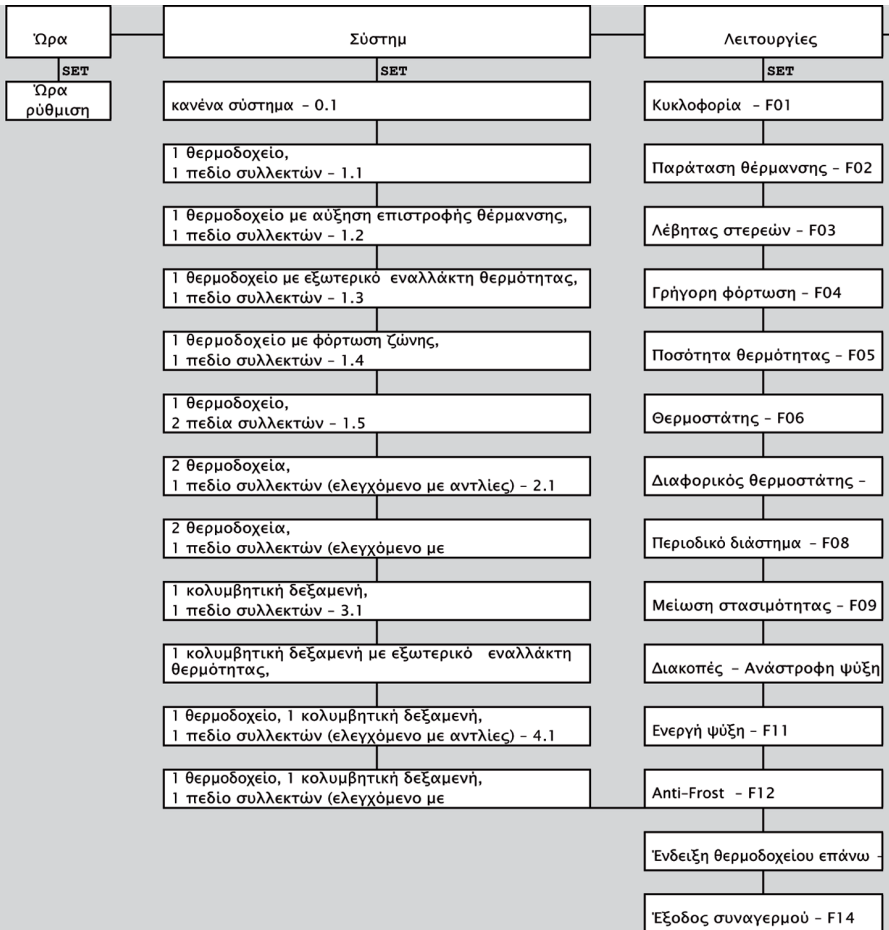 Ώρα
SET
Ώρα
ρύθμιση
Σύστημ
SET
κανένα σύστημα – 0.1
1 θερμοδοχείο,
1 πεδίο συλλεκτών – 1.1
1 θερμοδοχείο με αύξηση επιστροφής θέρμανσης,
1 πεδίο συλλεκτών – 1.2
1 θερμοδοχείο με εξωτερικό εναλλάκτη θερμότητας,
1 πεδίο συλλεκτών – 1.3
1 θερμοδοχείο με φόρτωση ζώνης,
1 πεδίο συλλεκτών – 1.4
1 θερμοδοχείο,
2 πεδία συλλεκτών – 1.5
2 θερμοδοχεία,
1 πεδίο συλλεκτών (ελεγχόμενο με αντλίες) – 2.1
2 θερμοδοχεία,
1 πεδίο συλλεκτών (ελεγχόμενο με
1 κολυμβητική δεξαμενή,
1 πεδίο συλλεκτών – 3.1
1 κολυμβητική δεξαμενή με εξωτερικό εναλλάκτη
θερμότητας,
1 θερμοδοχείο, 1 κολυμβητική δεξαμενή,
1 πεδίο συλλεκτών (ελεγχόμενο με αντλίες) – 4.1
1 θερμοδοχείο, 1 κολυμβητική δεξαμενή,
1 πεδίο συλλεκτών (ελεγχόμενο με
Λειτουργίες
SET
Κυκλοφορία – F01
Παράταση θέρμανσης – F02
Λέβητας στερεών – F03
Γρήγορη φόρτωση – F04
Ποσότητα θερμότητας – F05
Θερμοστάτης – F06
Διαφορικός θερμοστάτης –
Περιοδικό διάστημα – F08
Μείωση στασιμότητας – F09
Διακοπές – Ανάστροφη ψύξη
Ενεργή ψύξη – F11
Anti-Frost – F12
Ένδειξη θερμοδοχείου επάνω –
Έξοδος συναγερμού – F14